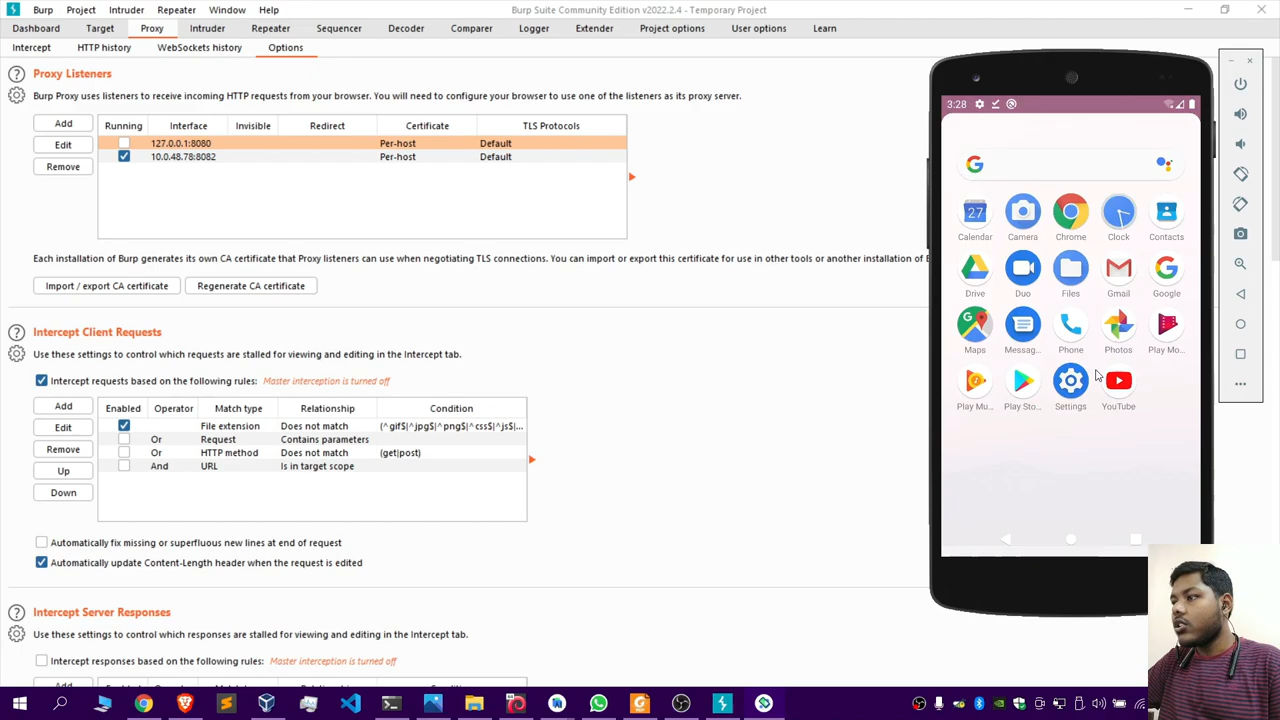 Burp Project Intruder Repeater Window Help
Burp Suite Community Edition v2022.2.4 - Temporary Project
Dashboard Target Proxy Intruder Repeater Sequencer Decoder Comparer Logger Extender Project options User options Learn
Intercept HTTP history WebSockets history Options
? Proxy Listeners
Burp Proxy uses listeners to receive incoming HTTP requests from your browser. You will need to configure your browser to use one of the listeners as its proxy server.
Add
Edit
Remove
Running Interface Invisible Redirect Certificate TLS Protocols
127.0.0.1:8080 Per-host Default
10.0.48.78:8082 Per-host Default
Each installation of Burp generates its own CA certificate that Proxy listeners can use when negotiating TLS connections. You can import or export this certificate for use in other tools or another installation of B
Import / export CA certificate Regenerate CA certificate
? Intercept Client Requests
Use these settings to control which requests are stalled for viewing and editing in the Intercept tab.
Intercept requests based on the following rules: Master interception is turned off
Add
Edit
Remove
Up
Down
Enabled Operator Match type Relationship Condition
File extension Does not match (^gif$|^jpg$|^png$|^css$|^js$|...
Or Request Contains parameters
Or HTTP method Does not match (get|post)
And URL Is in target scope
Automatically fix missing or superfluous new lines at end of request
Automatically update Content-Length header when the request is edited
? Intercept Server Responses
Use these settings to control which responses are stalled for viewing and editing in the Intercept tab.
Intercept responses based on the following rules: Master interception is turned off
3:28
27
Calendar Camera Chrome Clock Contacts
Drive Duo Files Gmail Google
Maps Messag... Phone Photos Play Mo...
Play Mu... Play Sto... Settings YouTube